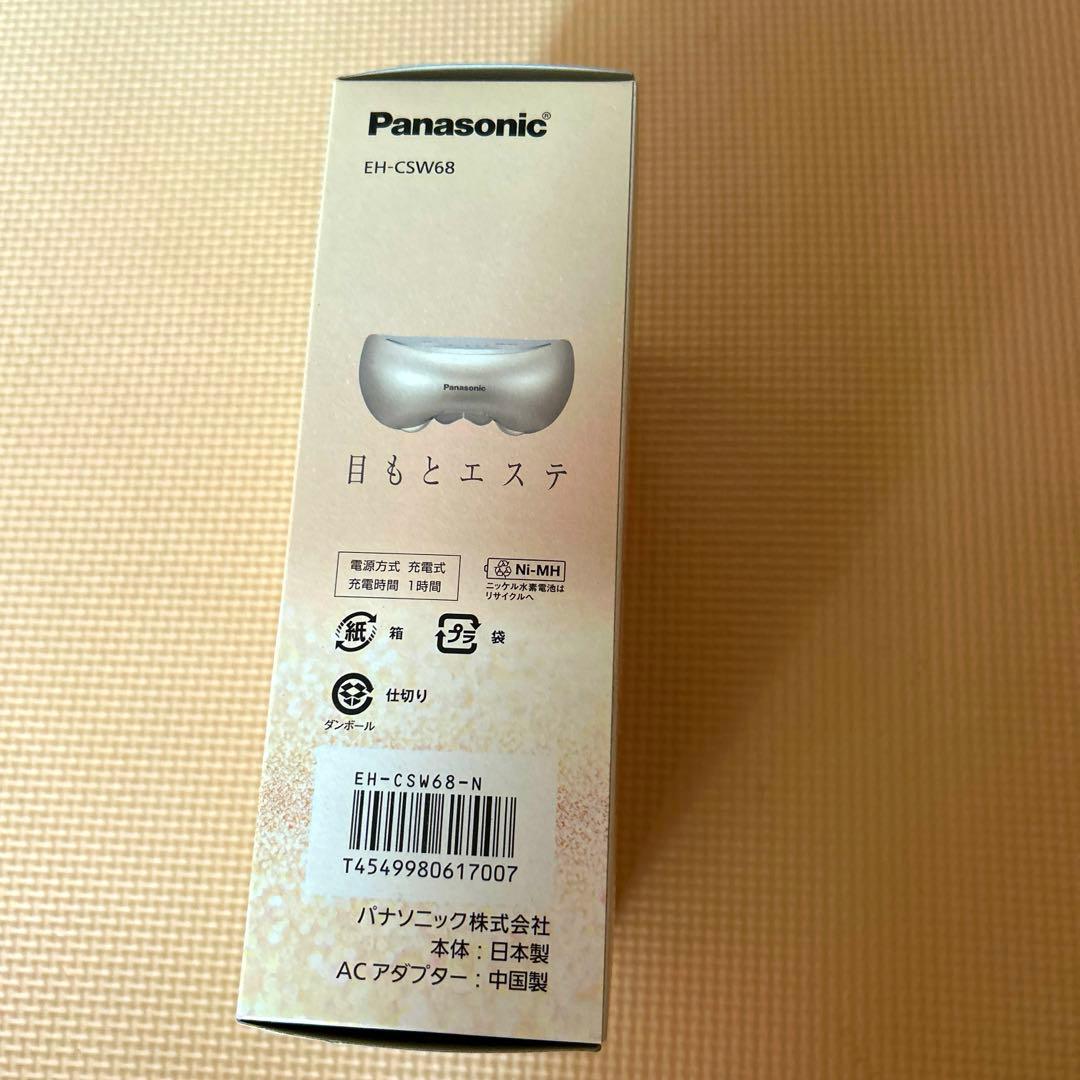 Panasonic®
EH-CSW68
Panasonic
目もとエステ
電源方式 充電式
充電時間 1時間
Ni-MH
ニッケル水素電池は
リサイクルへ
紙 箱
プラ 袋
仕切り
ダンボール
EH-CSW68-N
T4549980617007
パナソニック株式会社
本体：日本製
ACアダプター：中国製